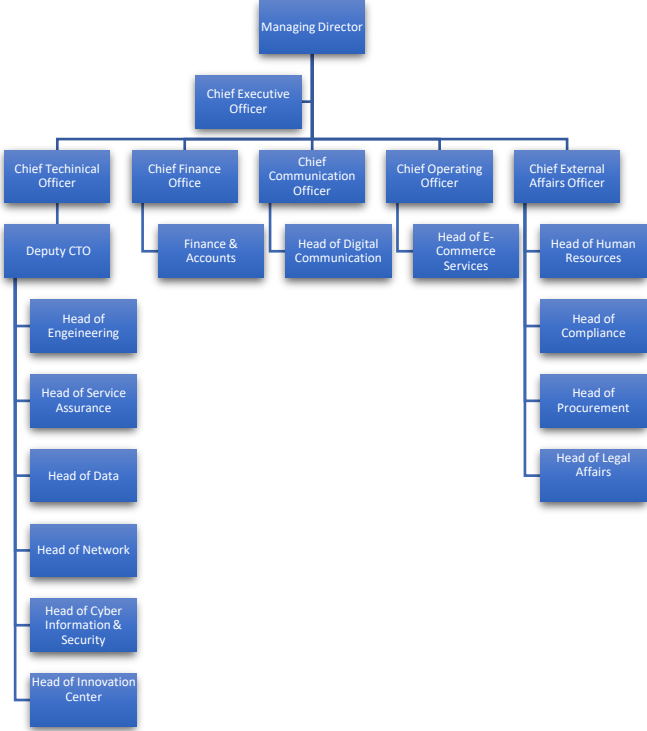 Managing Director
Chief Executive
Officer
Chief Techinical
Officer
Chief Finance
Office
Chief
Communication
Officer
Chief Operating
Officer
Chief External
Affairs Officer
Deputy CTO
Finance &
Accounts
Head of Digital
Communication
Head of E-
Commerce
Services
Head of Human
Resources
Head of
Engeineering
Head of
Compliance
Head of Service
Assurance
Head of
Procurement
Head of Data
Head of Legal
Affairs
Head of Network
Head of Cyber
Information &
Security
Head of Innovation
Center